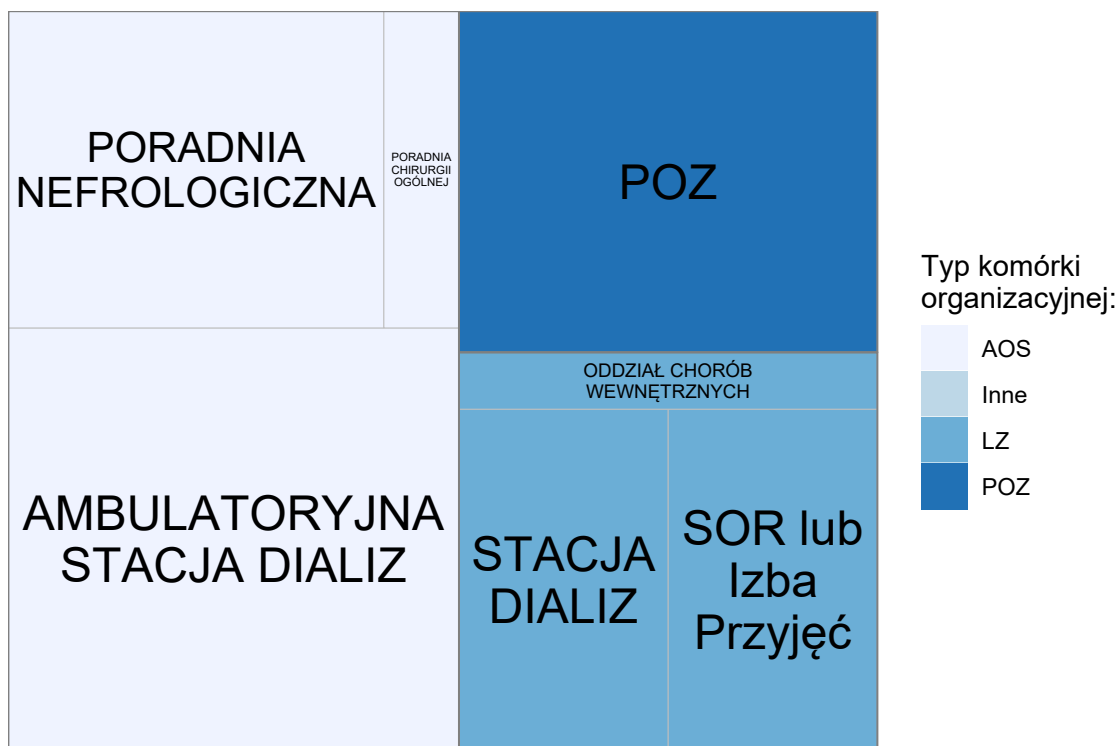 PORADNIA
NEFROLOGICZNA
PORADNIA
CHIRURGII
OGÓLNEJ
POZ
AMBULATORYJNA
STACJA DIALIZ
ODDZIAŁ CHORÓB
WEWNĘTRZNYCH
STACJA
DIALIZ
SOR lub
Izba
Przyjęć
Typ komórki
organizacyjnej:
AOS
Inne
LZ
POZ